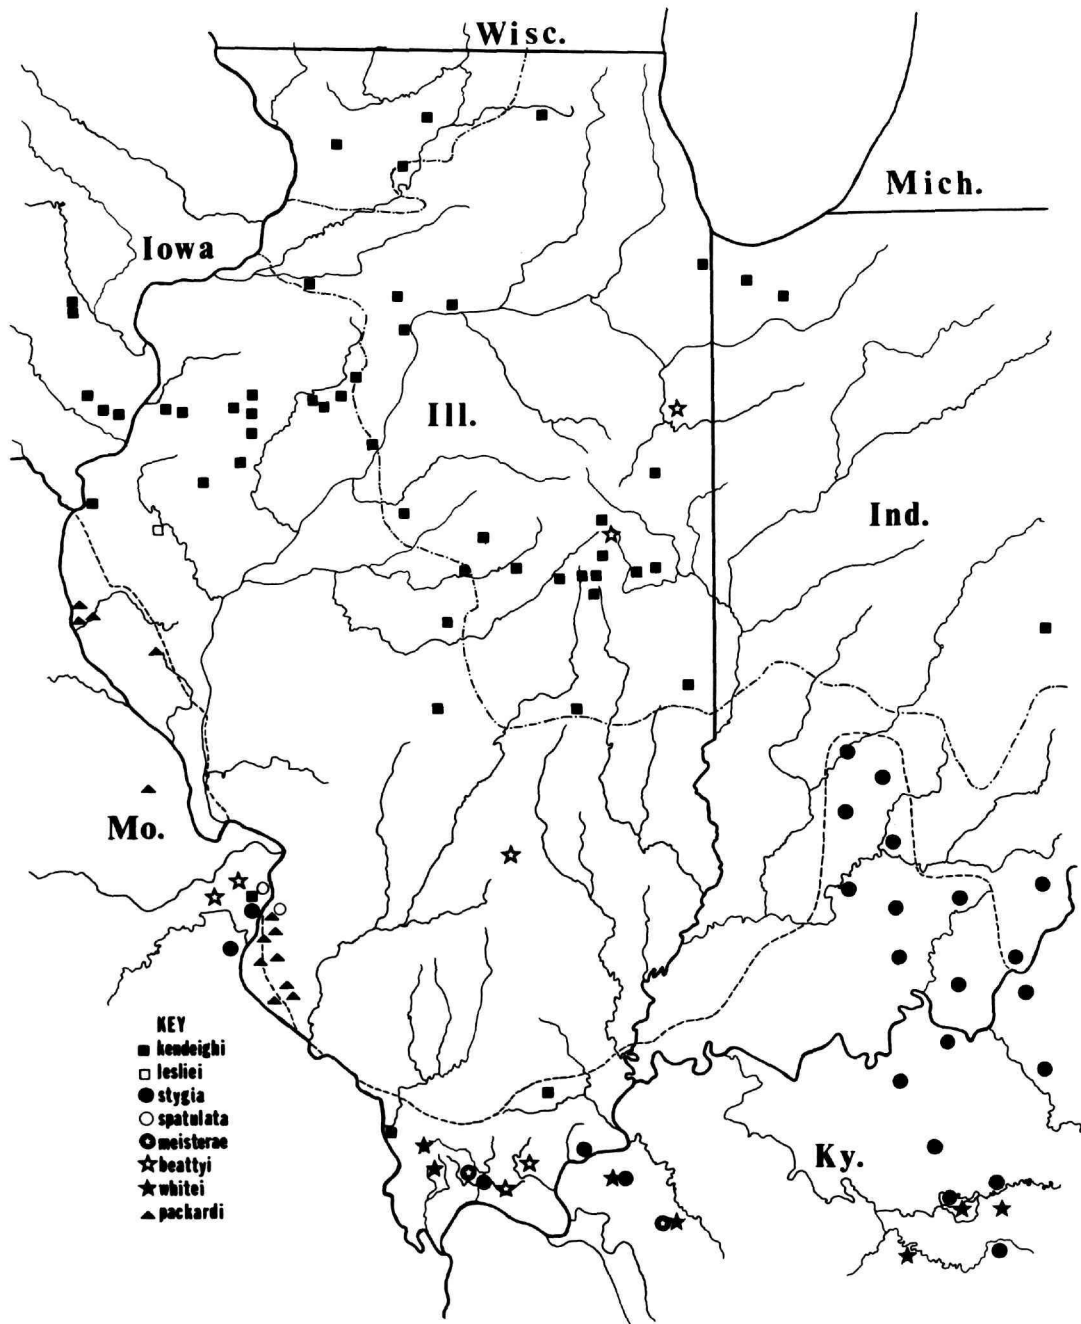 Wisc.
Mich.
Iowa
Ill.
Ind.
Mo.
KEY
kendeighi
lesliei
stygia
spatulata
meisterae
beattyi
whitei
packardi
Ky.